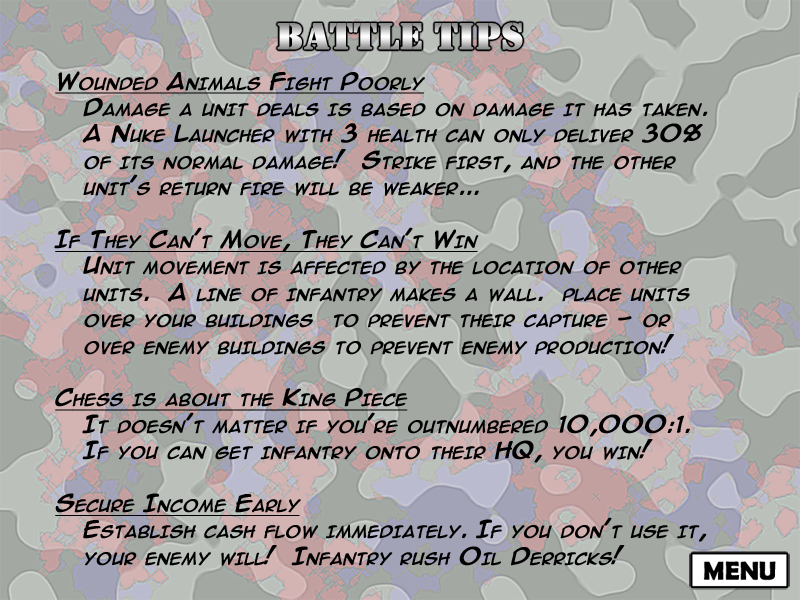 BATTLE TIPS
Wounded Animals Fight Poorly
Damage a unit deals is based on damage it has taken.
A Nuke Launcher with 3 health can only deliver 30%
of its normal damage! Strike first, and the other
unit's return fire will be weaker...
If They Can't Move, They Can't Win
Unit movement is affected by the location of other
units. A line of infantry makes a wall. place units
over your buildings to prevent their capture - or
over enemy buildings to prevent enemy production!
Chess is about the King Piece
It doesn't matter if you're outnumbered 10,000:1.
If you can get infantry onto their HQ, you win!
Secure Income Early
Establish cash flow immediately. If you don't use it,
your enemy will! Infantry rush Oil Derricks!
MENU